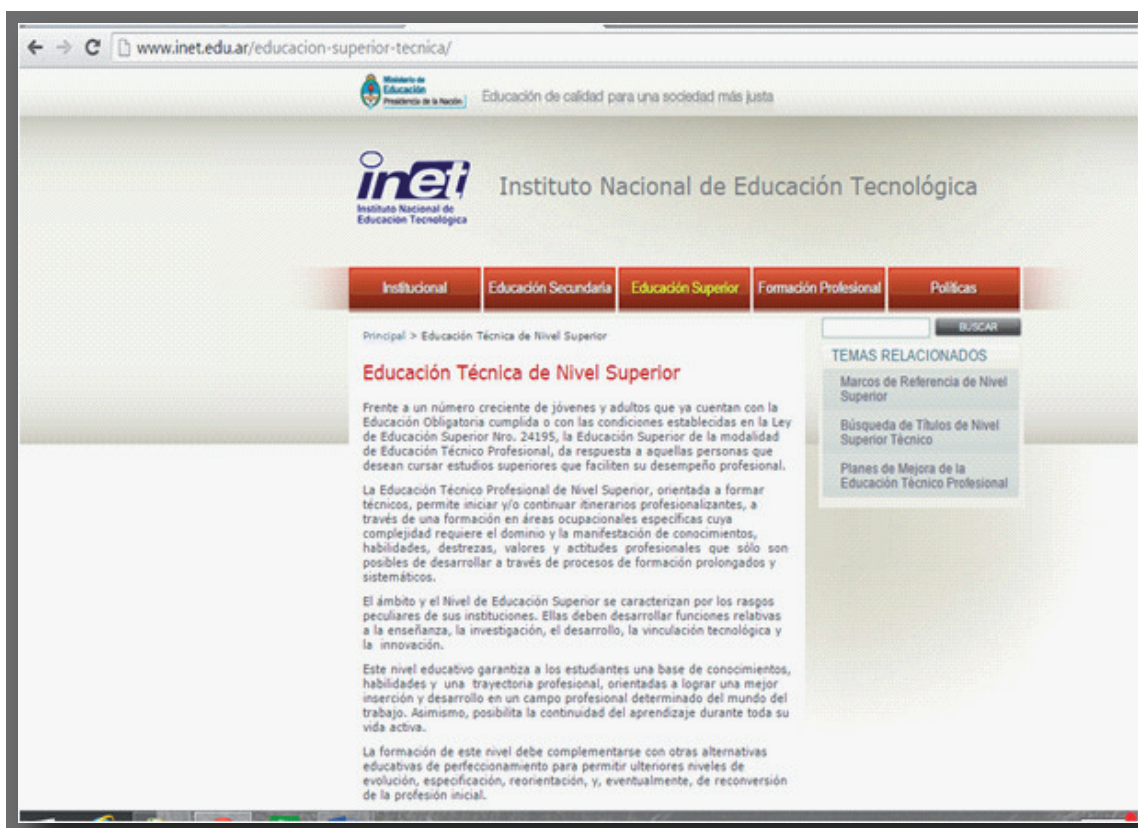 www.inet.edu.ar/educacion-superior-tecnica/
Ministerio de
Educación
Presidencia de la Nación
Educación de calidad para una sociedad más justa
inet
Instituto Nacional de
Educación Tecnológica
Instituto Nacional de Educación Tecnológica
Institucional
Educación Secundaria
Educación Superior
Formación Profesional
Políticas
Principal > Educación Técnica de Nivel Superior
Educación Técnica de Nivel Superior
Frente a un número creciente de jóvenes y adultos que ya cuentan con la
Educación Obligatoria cumplida o con las condiciones establecidas en la Ley
de Educación Superior Nro. 24195, la Educación Superior de la modalidad
de Educación Técnico Profesional, da respuesta a aquellas personas que
desean cursar estudios superiores que faciliten su desempeño profesional.
La Educación Técnico Profesional de Nivel Superior, orientada a formar
técnicos, permite iniciar y/o continuar itinerarios profesionalizantes, a
través de una formación en áreas ocupacionales específicas cuya
complejidad requiere el dominio y la manifestación de conocimientos,
habilidades, destrezas, valores y actitudes profesionales que sólo son
posibles de desarrollar a través de procesos de formación prolongados y
sistemáticos.
El ámbito y el Nivel de Educación Superior se caracterizan por los rasgos
peculiares de sus instituciones. Ellas deben desarrollar funciones relativas
a la enseñanza, la investigación, el desarrollo, la vinculación tecnológica y
la innovación.
Este nivel educativo garantiza a los estudiantes una base de conocimientos,
habilidades y una trayectoria profesional, orientadas a lograr una mejor
inserción y desarrollo en un campo profesional determinado del mundo del
trabajo. Asimismo, posibilita la continuidad del aprendizaje durante toda su
vida activa.
La formación de este nivel debe complementarse con otras alternativas
educativas de perfeccionamiento para permitir ulteriores niveles de
evolución, especificación, reorientación, y, eventualmente, de reconversión
de la profesión inicial.
BUSCAR
TEMAS RELACIONADOS
Marcos de Referencia de Nivel
Superior
Búsqueda de Títulos de Nivel
Superior Técnico
Planes de Mejora de la
Educación Técnico Profesional